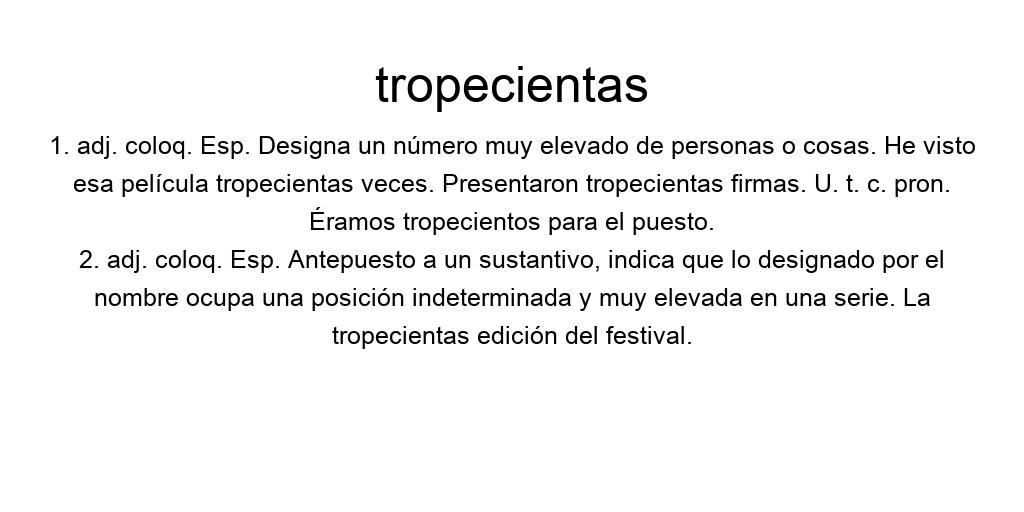 tropecientas
1. adj. coloq. Esp. Designa un número muy elevado de personas o cosas. He visto
esa película tropecientas veces. Presentaron tropecientas firmas. U. t. c. pron.
Éramos tropecientos para el puesto.
2. adj. coloq. Esp. Antepuesto a un sustantivo, indica que lo designado por el
nombre ocupa una posición indeterminada y muy elevada en una serie. La
tropecientas edición del festival.